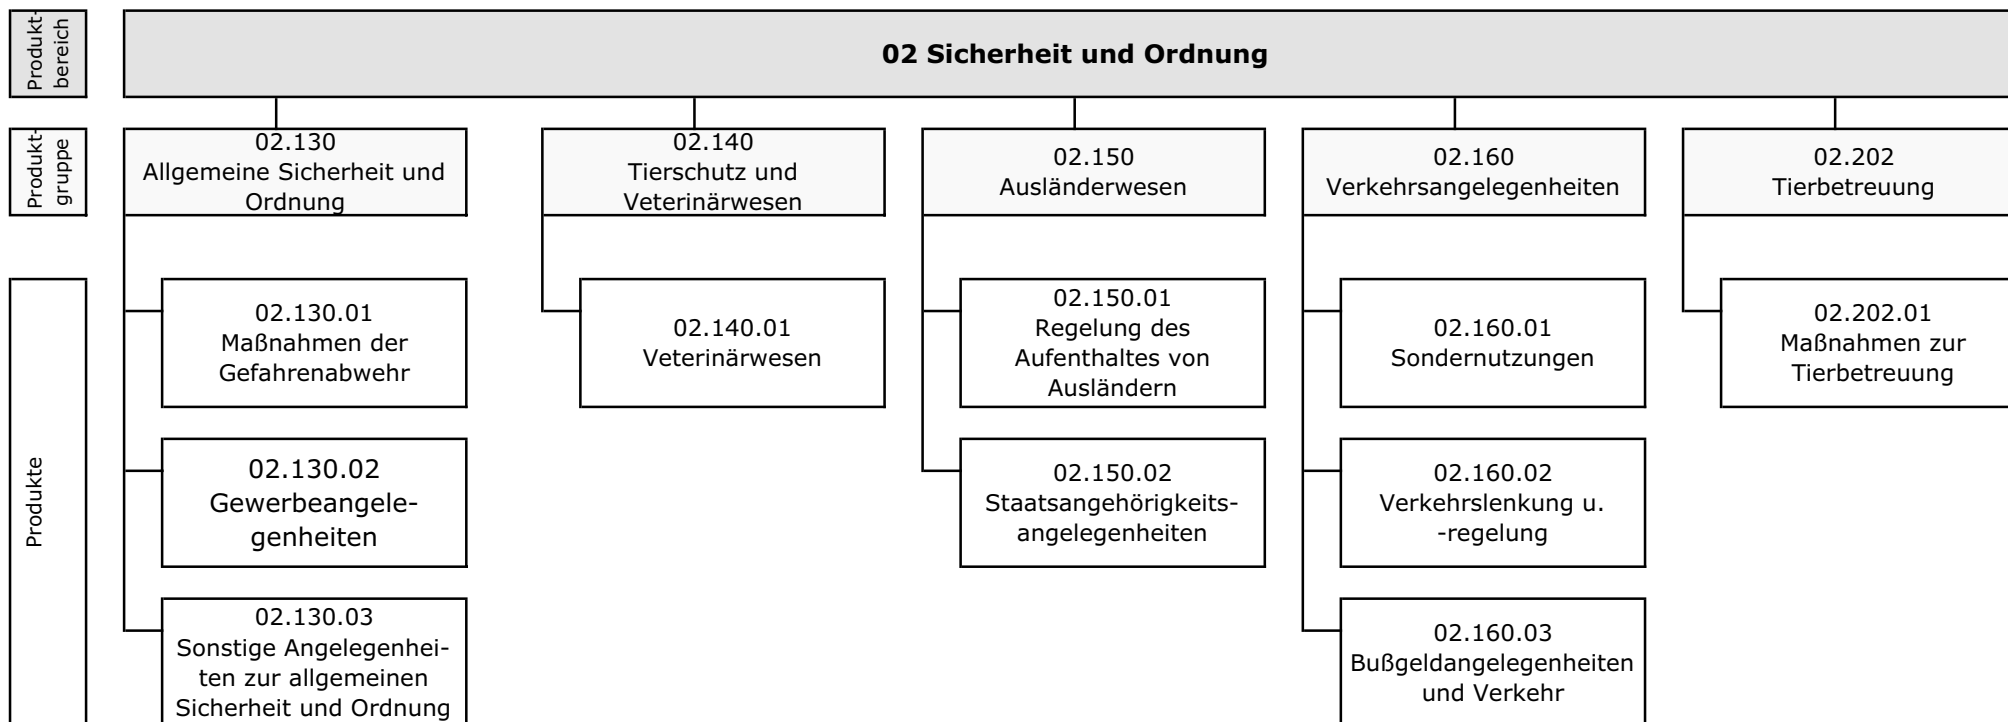 Produkt-
bereich
02 Sicherheit und Ordnung
Produkt-
gruppe
02.130
Allgemeine Sicherheit und
Ordnung
02.140
Tierschutz und
Veterinärwesen
02.150
Ausländerwesen
02.160
Verkehrsangelegenheiten
02.202
Tierbetreuung
Produkte
02.130.01
Maßnahmen der
Gefahrenabwehr
02.140.01
Veterinärwesen
02.150.01
Regelung des
Aufenthaltes von
Ausländern
02.160.01
Sondernutzungen
02.202.01
Maßnahmen zur
Tierbetreuung
02.130.02
Gewerbeangele-
genheiten
02.150.02
Staatsangehörigkeits-
angelegenheiten
02.160.02
Verkehrslenkung u.
-regelung
02.130.03
Sonstige Angelegenhei-
ten zur allgemeinen
Sicherheit und Ordnung
02.160.03
Bußgeldangelegenheiten
und Verkehr